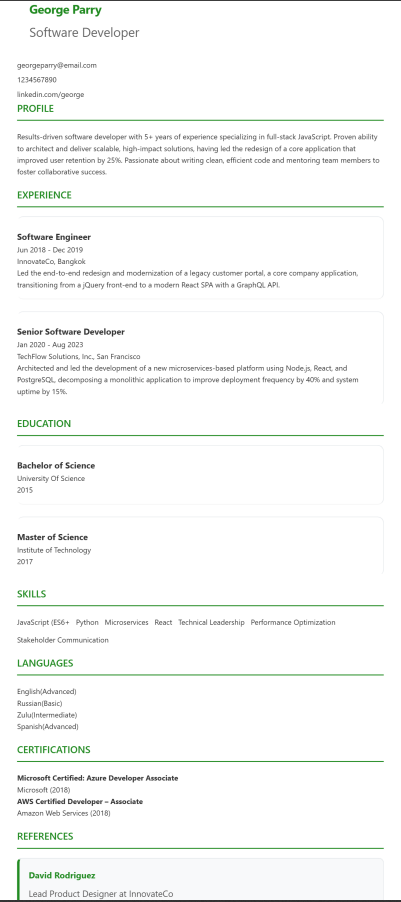 George Parry
Software Developer
georgeparry@email.com
1234567890
linkedin.com/george
PROFILE
Results-driven software developer with 5+ years of experience specializing in full-stack JavaScript. Proven ability
to architect and deliver scalable, high-impact solutions, having led the redesign of a core application that
improved user retention by 25%. Passionate about writing clean, efficient code and mentoring team members to
foster collaborative success.
EXPERIENCE
Software Engineer
Jun 2018 - Dec 2019
InnovateCo, Bangkok
Led the end-to-end redesign and modernization of a legacy customer portal, a core company application,
transitioning from a jQuery front-end to a modern React SPA with a GraphQL API.
Senior Software Developer
Jan 2020 - Aug 2023
TechFlow Solutions, Inc., San Francisco
Architected and led the development of a new microservices-based platform using Node.js, React, and
PostgreSQL, decomposing a monolithic application to improve deployment frequency by 40% and system
uptime by 15%.
EDUCATION
Bachelor of Science
University Of Science
2015
Master of Science
Institute of Technology
2017
SKILLS
JavaScript (ES6+ Python Microservices React Technical Leadership Performance Optimization
Stakeholder Communication
LANGUAGES
English(Advanced)
Russian(Basic)
Zulu(Intermediate)
Spanish(Advanced)
CERTIFICATIONS
Microsoft Certified: Azure Developer Associate
Microsoft (2018)
AWS Certified Developer – Associate
Amazon Web Services (2018)
REFERENCES
David Rodriguez
Lead Product Designer at InnovateCo